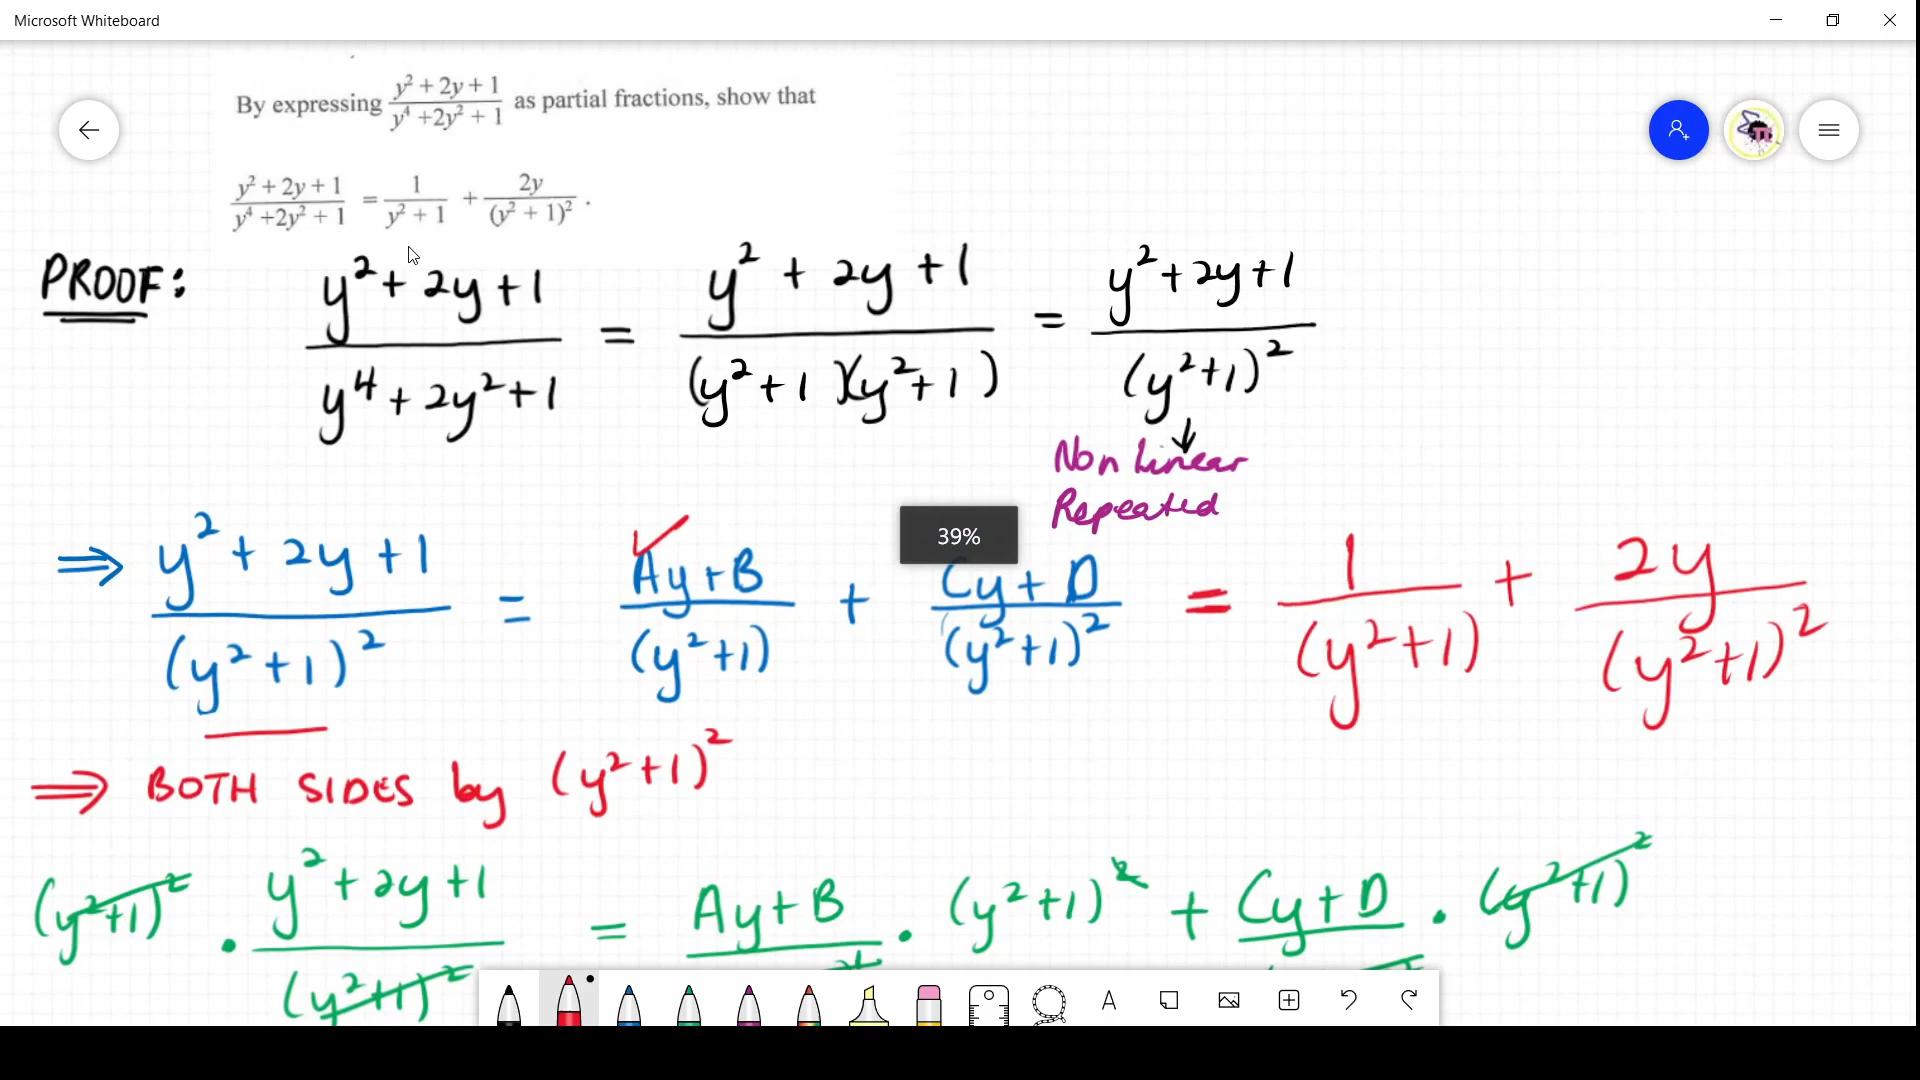 Microsoft Whiteboard
By expressing (y² + 2y + 1)/(y⁴ +2y² + 1) as partial fractions, show that
(y² + 2y + 1)/(y⁴ +2y² + 1) = 1/(y² + 1) + 2y/(y² + 1)² .
PROOF: (y² + 2y + 1)/(y⁴ + 2y² + 1) = (y² + 2y + 1)/((y² + 1)(y² + 1)) = (y² + 2y + 1)/(y² + 1)²
Non Linear
Repeated
39%
⇒ (y² + 2y + 1)/(y² + 1)² = (Ay + B)/(y² + 1) + (Cy + D)/(y² + 1)² = 1/(y² + 1) + 2y/(y² + 1)²
⇒ BOTH SIDES by (y² + 1)²
(y² + 1)² · (y² + 2y + 1)/(y² + 1)² = (Ay + B)/ · (y² + 1)² + (Cy + D)/ · (y² + 1)²